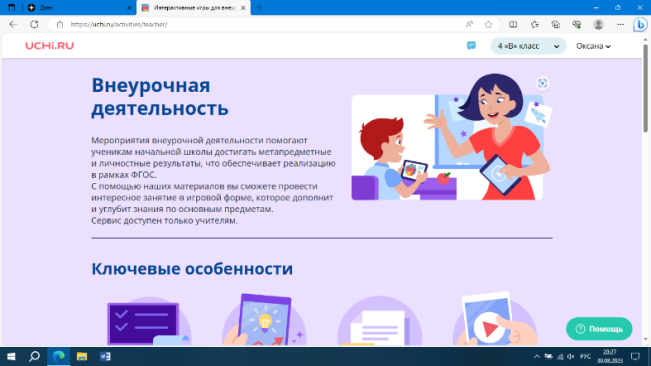 Дзен
Интерактивные игры для внеур
https://uchi.ru/activities/teacher/
UCHi.RU
4 «В» класс
Оксана
Внеурочная
деятельность
Мероприятия внеурочной деятельности помогают
ученикам начальной школы достигать метапредметные
и личностные результаты, что обеспечивает реализацию
в рамках ФГОС.
С помощью наших материалов вы сможете провести
интересное занятие в игровой форме, которое дополнит
и углубит знания по основным предметам.
Сервис доступен только учителям.
Ключевые особенности
Помощь
РУС
20:27
30.08.2023